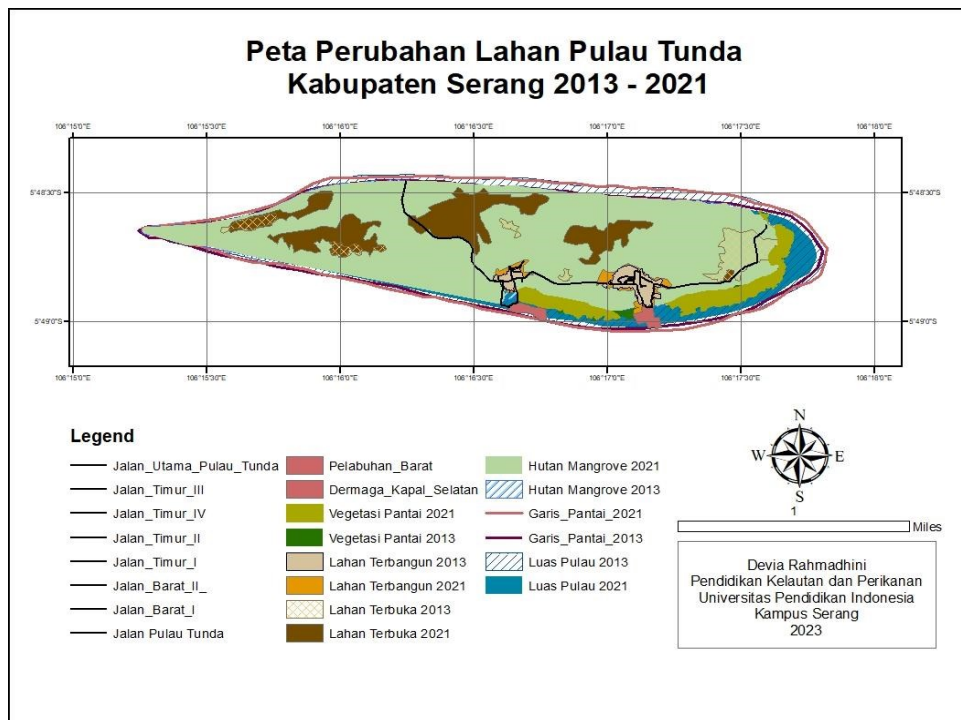 Peta Perubahan Lahan Pulau Tunda
Kabupaten Serang 2013 - 2021
106°15'0"E
106°15'30"E
106°16'0"E
106°16'30"E
106°17'0"E
106°17'30"E
106°18'0"E
5°48'30"S
5°48'30"S
5°49'0"S
5°49'0"S
106°15'0"E
106°15'30"E
106°16'0"E
106°16'30"E
106°17'0"E
106°17'30"E
106°18'0"E
Legend
Jalan_Utama_Pulau_Tunda
Jalan_Timur_III
Jalan_Timur_IV
Jalan_Timur_II
Jalan_Timur_I
Jalan_Barat_II_
Jalan_Barat_I
Jalan Pulau Tunda
Pelabuhan_Barat
Dermaga_Kapal_Selatan
Vegetasi Pantai 2021
Vegetasi Pantai 2013
Lahan Terbangun 2013
Lahan Terbangun 2021
Lahan Terbuka 2013
Lahan Terbuka 2021
Hutan Mangrove 2021
Hutan Mangrove 2013
Garis_Pantai_2021
Garis_Pantai_2013
Luas Pulau 2013
Luas Pulau 2021
N
W
E
S
1
Miles
Devia Rahmadhini
Pendidikan Kelautan dan Perikanan
Universitas Pendidikan Indonesia
Kampus Serang
2023